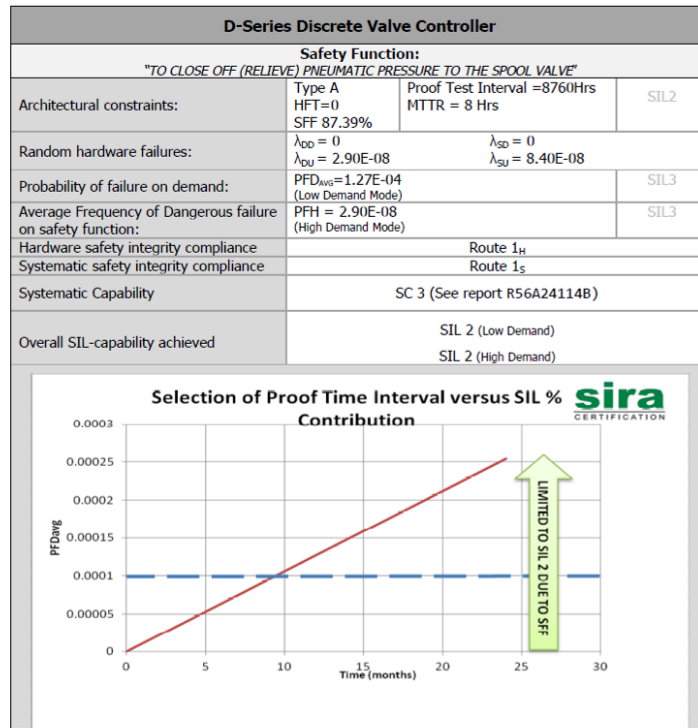 D-Series Discrete Valve Controller
Safety Function:
"TO CLOSE OFF (RELIEVE) PNEUMATIC PRESSURE TO THE SPOOL VALVE"
Architectural constraints:
Type A
HFT=0
SFF 87.39%
Proof Test Interval =8760Hrs
MTTR = 8 Hrs
SIL2
Random hardware failures:
λDD = 0
λDU = 2.90E-08
λSD = 0
λSU = 8.40E-08
Probability of failure on demand:
PFDAVG=1.27E-04
(Low Demand Mode)
SIL3
Average Frequency of Dangerous failure
on safety function:
PFH = 2.90E-08
(High Demand Mode)
SIL3
Hardware safety integrity compliance
Route 1H
Systematic safety integrity compliance
Route 1S
Systematic Capability
SC 3 (See report R56A24114B)
Overall SIL-capability achieved
SIL 2 (Low Demand)
SIL 2 (High Demand)
Selection of Proof Time Interval versus SIL %
Contribution
sira
CERTIFICATION
0.0003
0.00025
0.0002
0.00015
0.0001
0.00005
0
PFDavg
0 5 10 15 20 25 30
Time (months)
LIMITED TO SIL 2 DUE TO SFF